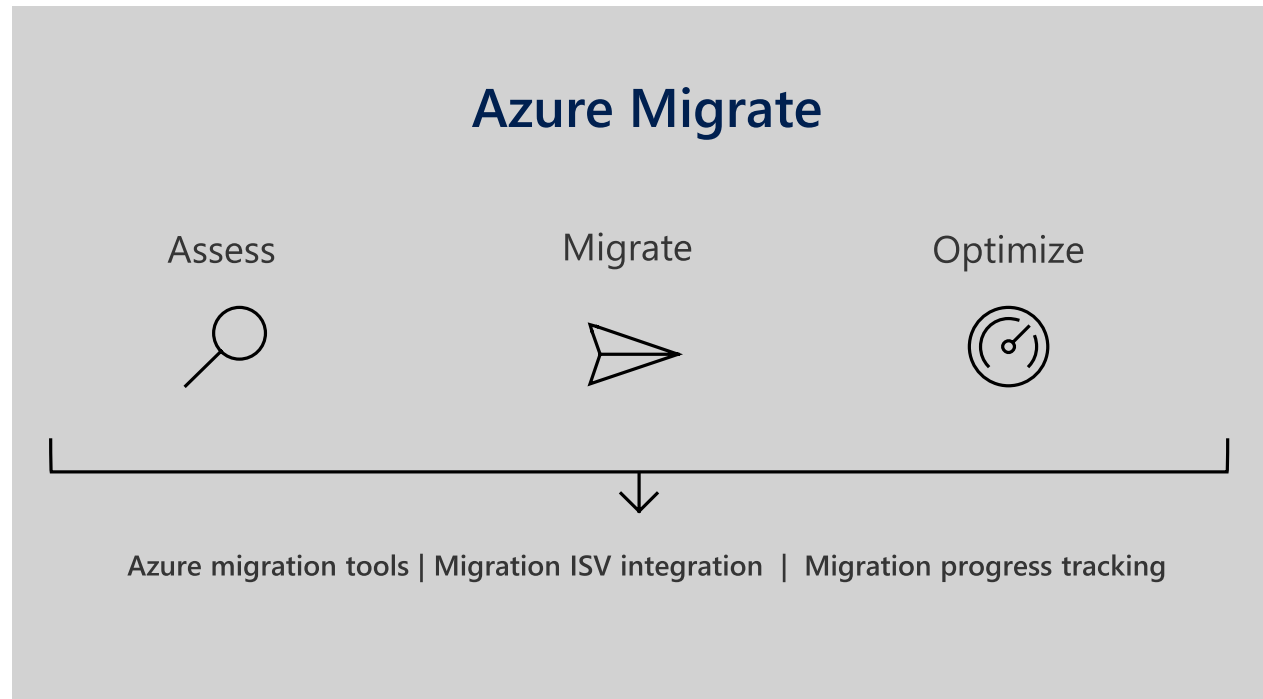 Azure Migrate
Assess
Migrate
Optimize
Azure migration tools | Migration ISV integration | Migration progress tracking